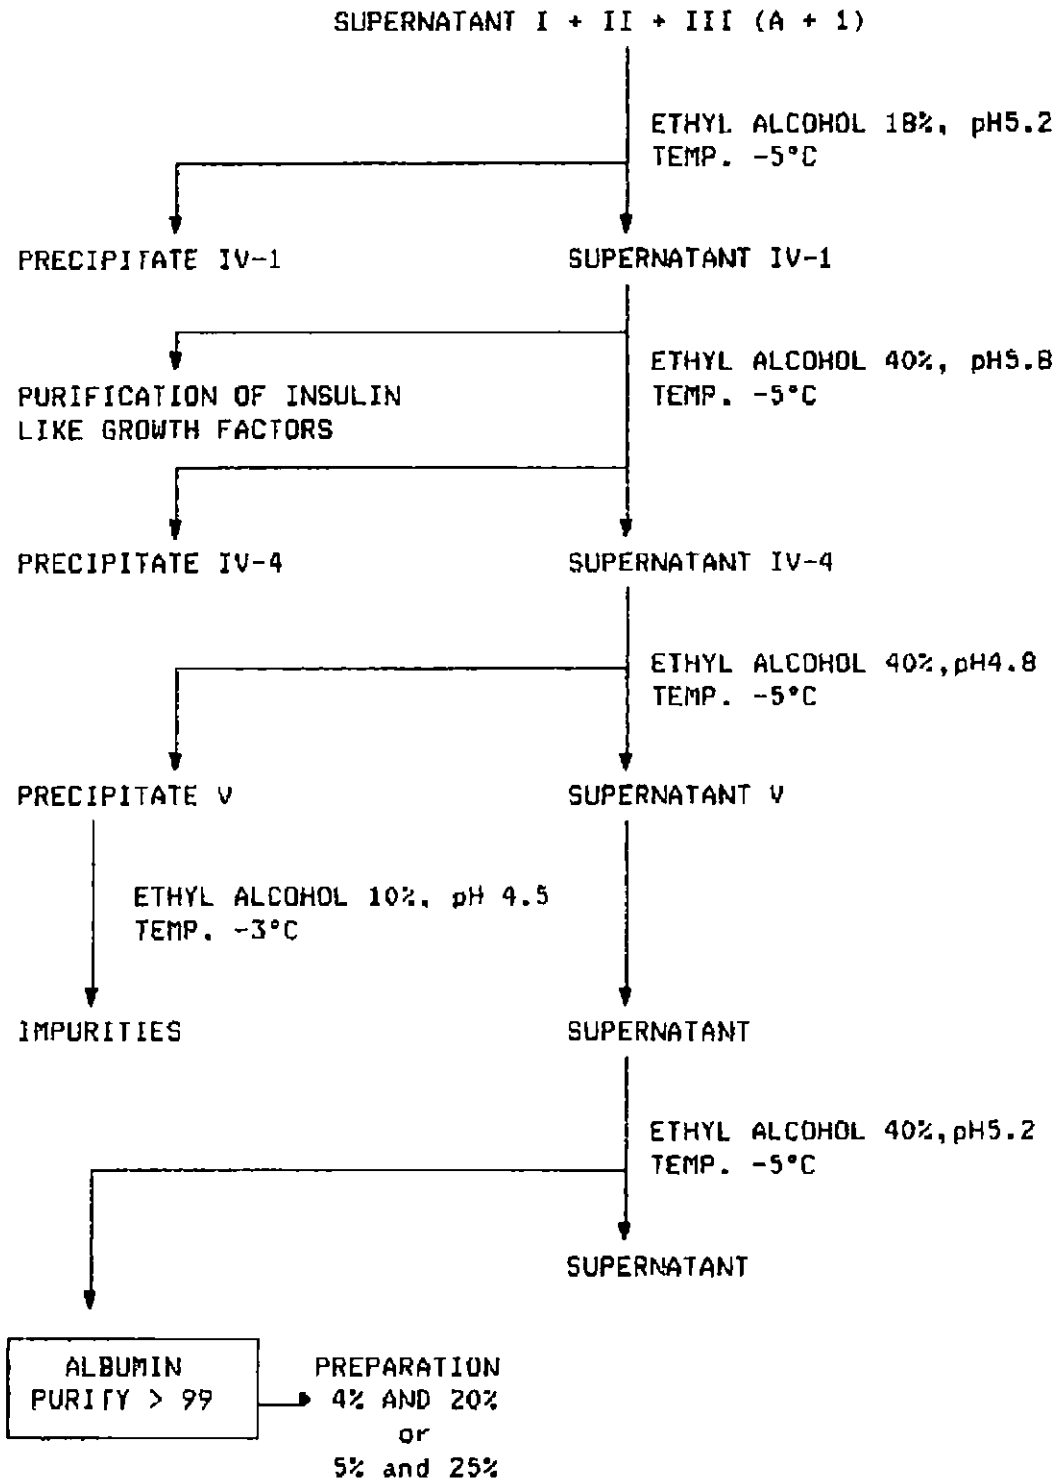 SUPERNATANT I + II + III (A + 1)
ETHYL ALCOHOL 18%, pH5.2
TEMP. -5°C
PRECIPITATE IV-1
SUPERNATANT IV-1
ETHYL ALCOHOL 40%, pH5.8
TEMP. -5°C
PURIFICATION OF INSULIN
LIKE GROWTH FACTORS
PRECIPITATE IV-4
SUPERNATANT IV-4
ETHYL ALCOHOL 40%,pH4.8
TEMP. -5°C
PRECIPITATE V
SUPERNATANT V
ETHYL ALCOHOL 10%, pH 4.5
TEMP. -3°C
IMPURITIES
SUPERNATANT
ETHYL ALCOHOL 40%,pH5.2
TEMP. -5°C
SUPERNATANT
ALBUMIN
PURITY > 99
PREPARATION
4% AND 20%
or
5% and 25%